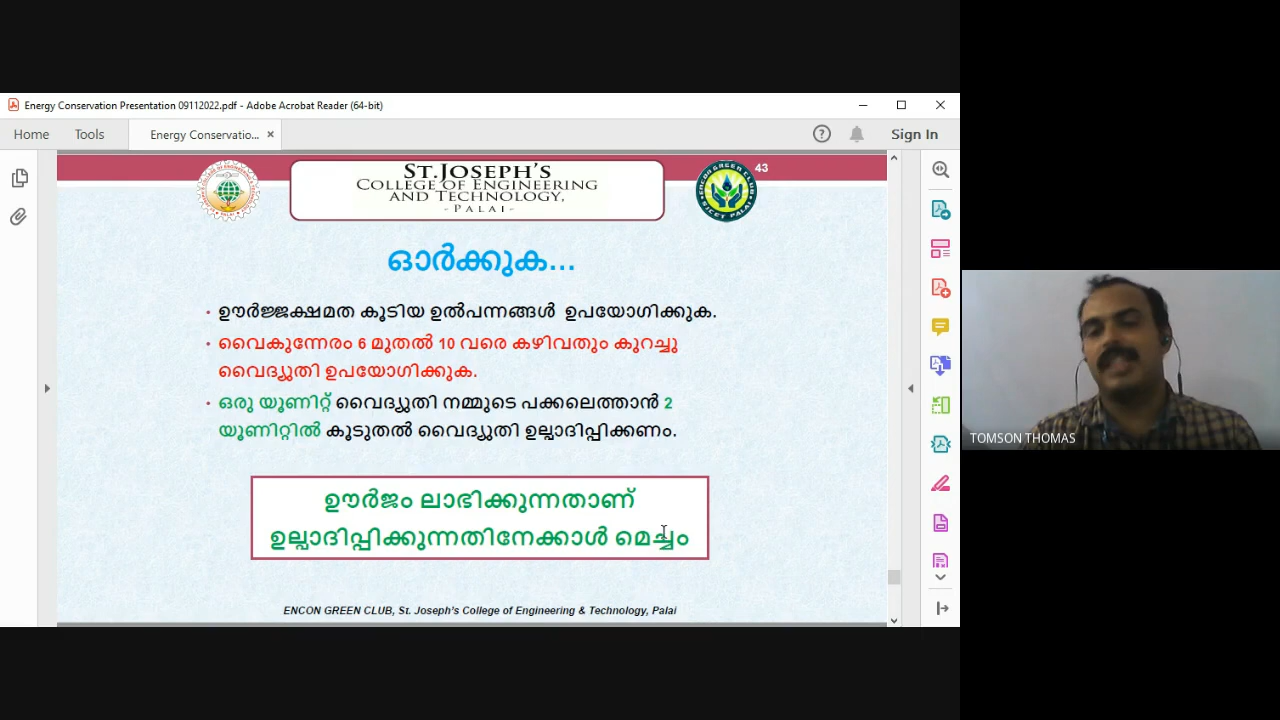 Energy Conservation Presentation 09112022.pdf - Adobe Acrobat Reader (64-bit)
Home Tools Energy Conservatio... × Sign In
ST.JOSEPH'S
COLLEGE OF ENGINEERING
AND TECHNOLOGY,
- PALAI -
43
ഓർക്കുക...
• ഊർജ്ജക്ഷമത കൂടിയ ഉൽപന്നങ്ങൾ ഉപയോഗിക്കുക.
• വൈകുന്നേരം 6 മുതൽ 10 വരെ കഴിവതും കുറച്ചു
വൈദ്യുതി ഉപയോഗിക്കുക.
• ഒരു യൂണിറ്റ് വൈദ്യുതി നമ്മുടെ പക്കലെത്താൻ 2
യൂണിറ്റിൽ കൂടുതൽ വൈദ്യുതി ഉല്പാദിപ്പിക്കണം.
ഊർജം ലാഭിക്കുന്നതാണ്
ഉല്പാദിപ്പിക്കുന്നതിനേക്കാൾ മെച്ചം
ENCON GREEN CLUB, St. Joseph's College of Engineering & Technology, Palai
TOMSON THOMAS